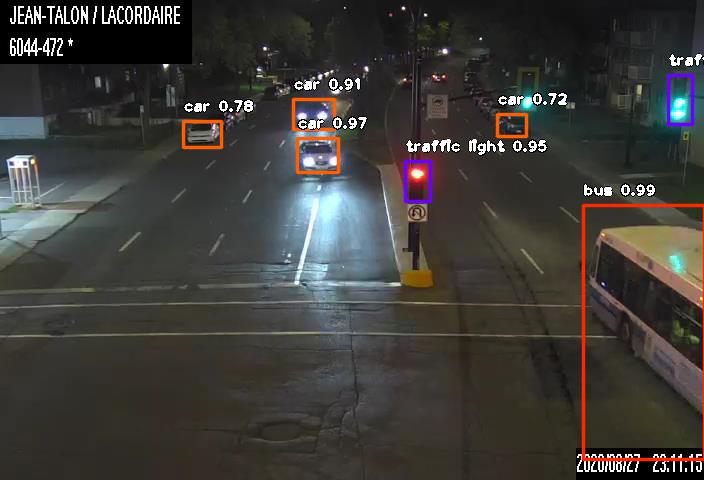 JEAN-TALON / LACORDAIRE
6044-472 *
traf
car 0.91
car 0.78
car 0.72
car 0.97
traffic light 0.95
bus 0.99
2020/08/27 23:11:15